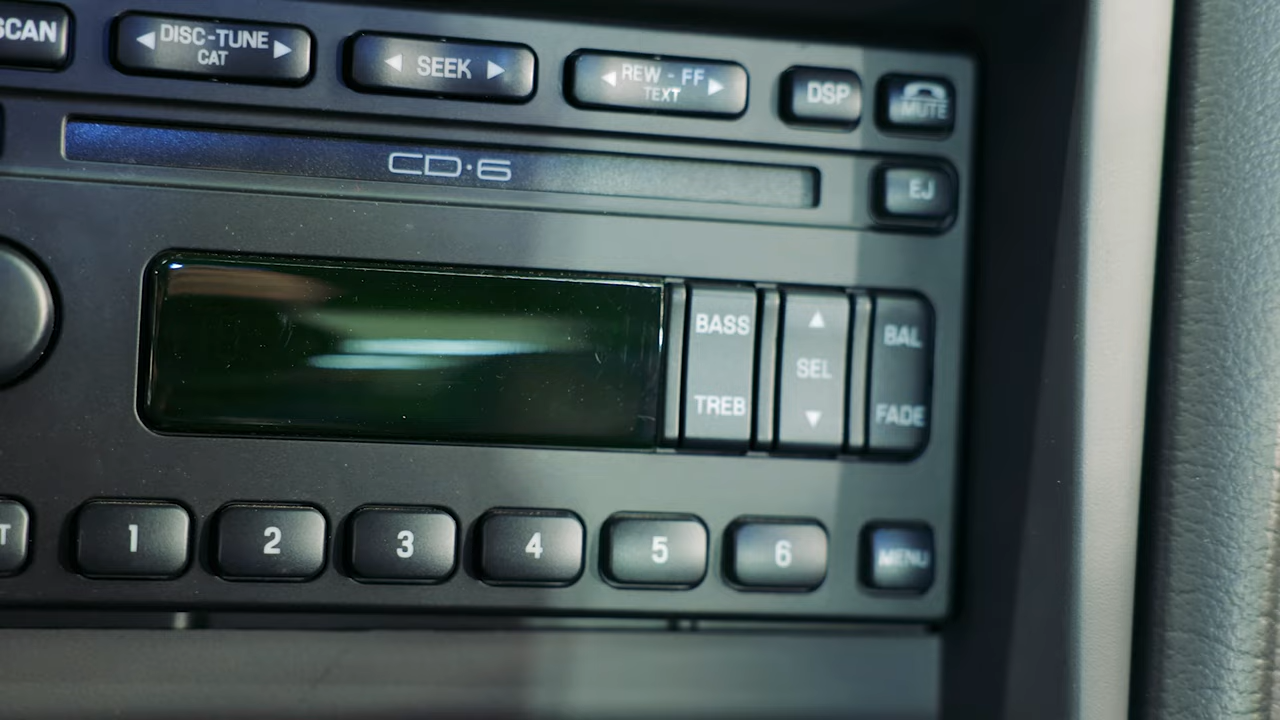 SCAN
◄ DISC-TUNE ►
CAT
◄ SEEK ►
◄ REW - FF ►
TEXT
DSP
MUTE
CD·6
EJ
BASS
TREB
▲
SEL
▼
BAL
FADE
T
1
2
3
4
5
6
MENU